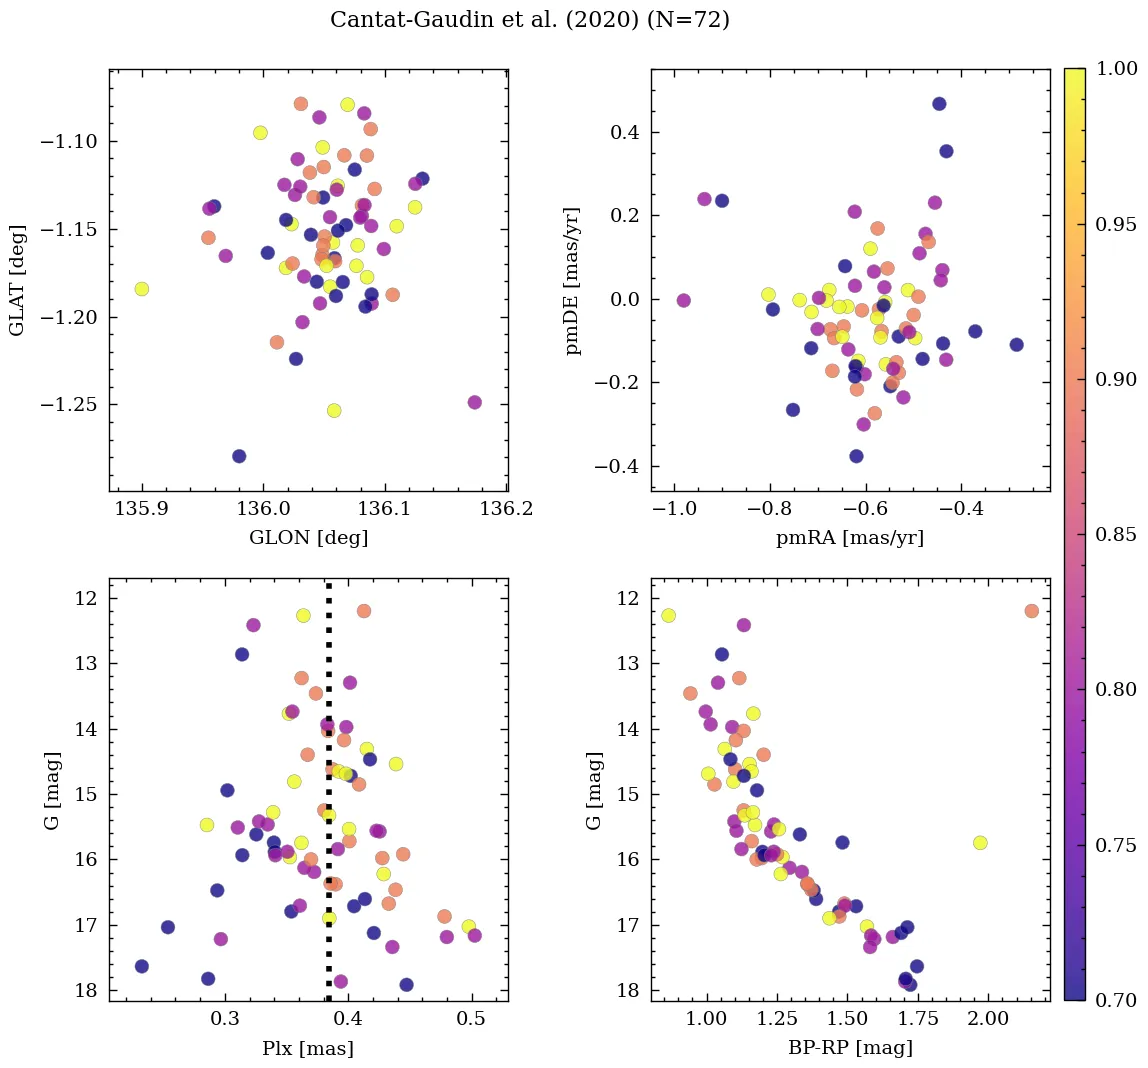 Cantat-Gaudin et al. (2020) (N=72)
−1.10
−1.15
−1.20
−1.25
GLAT [deg]
135.9 136.0 136.1 136.2
GLON [deg]
0.4
0.2
0.0
−0.2
−0.4
pmDE [mas/yr]
−1.0 −0.8 −0.6 −0.4
pmRA [mas/yr]
12
13
14
15
16
17
18
G [mag]
0.3 0.4 0.5
Plx [mas]
12
13
14
15
16
17
18
G [mag]
1.00 1.25 1.50 1.75 2.00
BP-RP [mag]
1.00
0.95
0.90
0.85
0.80
0.75
0.70